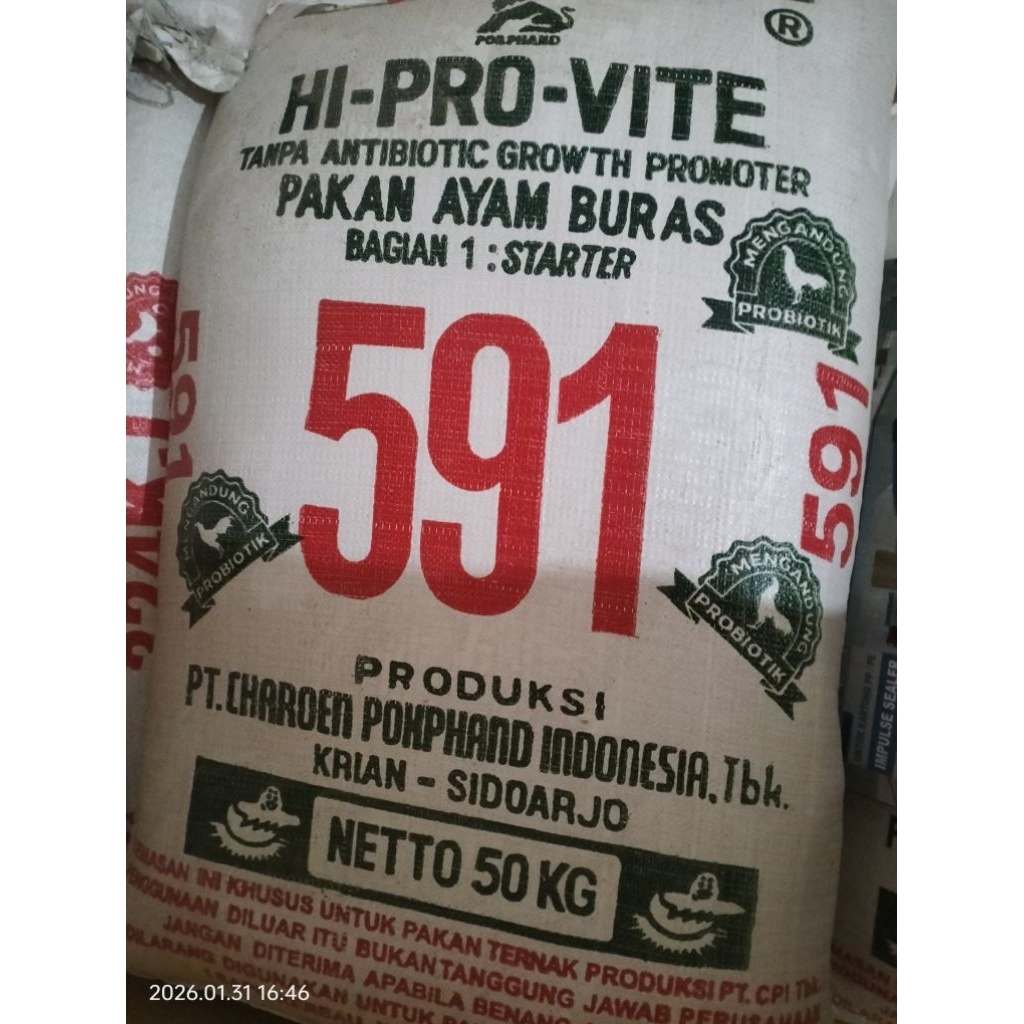 POKPHAND
®
HI-PRO-VITE
TANPA ANTIBIOTIC GROWTH PROMOTER
PAKAN AYAM BURAS
BAGIAN 1 : STARTER
MENGANDUNG
PROBIOTIK
591
591
591
MENGANDUNG
PROBIOTIK
MENGANDUNG
PROBIOTIK
PRODUKSI
PT. CHAROEN POKPHAND INDONESIA, Tbk.
KRIAN - SIDOARJO
NETTO 50 KG
IMPULSE SEALER
KEMASAN INI KHUSUS UNTUK PAKAN TERNAK PRODUKSI PT. CPI Tbk.
PENGGUNAAN DILUAR ITU BUKAN TANGGUNG JAWAB PERUSAHAAN
JANGAN DITERIMA APABILA BENANG
DILARANG DIGUNAKAN UNTUK
2026.01.31 16:46